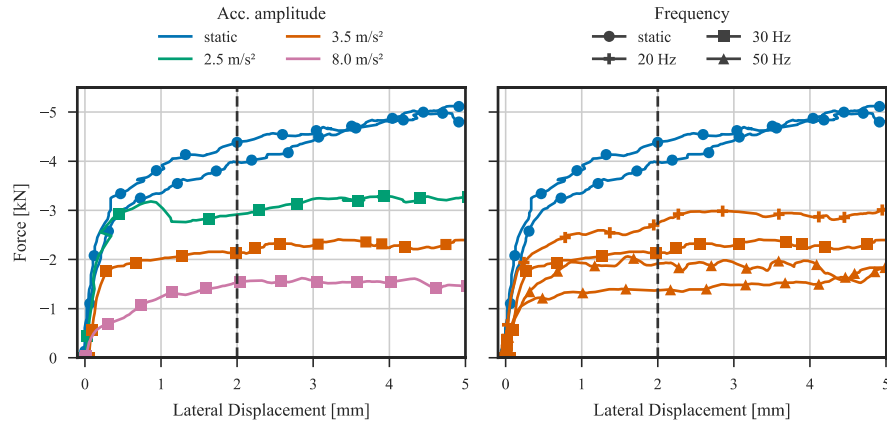 Acc. amplitude
static
3.5 m/s²
2.5 m/s²
8.0 m/s²
Frequency
static
30 Hz
20 Hz
50 Hz
Force [kN]
−5
−4
−3
−2
−1
0
0 1 2 3 4 5
Lateral Displacement [mm]
0 1 2 3 4 5
Lateral Displacement [mm]